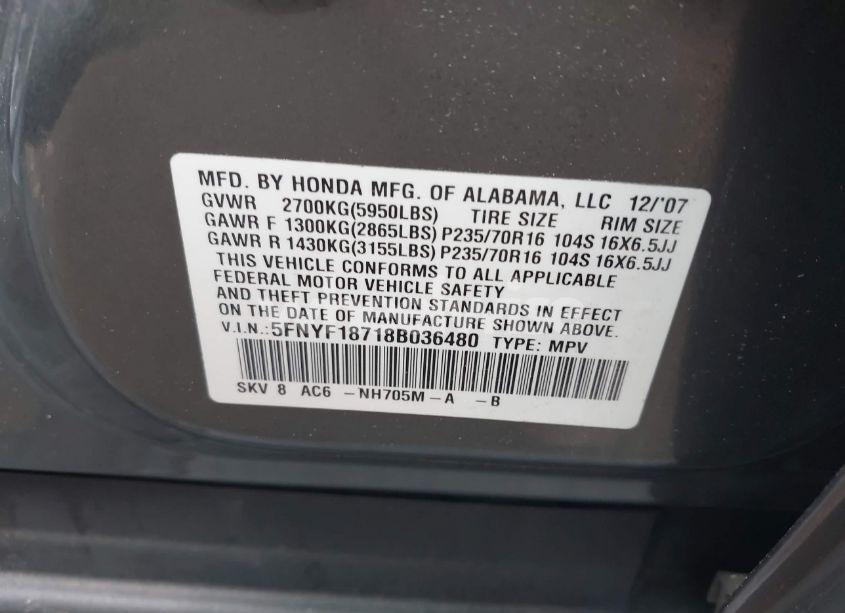 MFD. BY HONDA MFG. OF ALABAMA, LLC 12/'07
GVWR 2700KG(5950LBS) TIRE SIZE RIM SIZE
GAWR F 1300KG(2865LBS) P235/70R16 104S 16X6.5JJ
GAWR R 1430KG(3155LBS) P235/70R16 104S 16X6.5JJ
THIS VEHICLE CONFORMS TO ALL APPLICABLE
FEDERAL MOTOR VEHICLE SAFETY
AND THEFT PREVENTION STANDARDS IN EFFECT
ON THE DATE OF MANUFACTURE SHOWN ABOVE.
V.I.N.:5FNYF18718B036480 TYPE: MPV
SKV 8 AC6 -NH705M-A -B